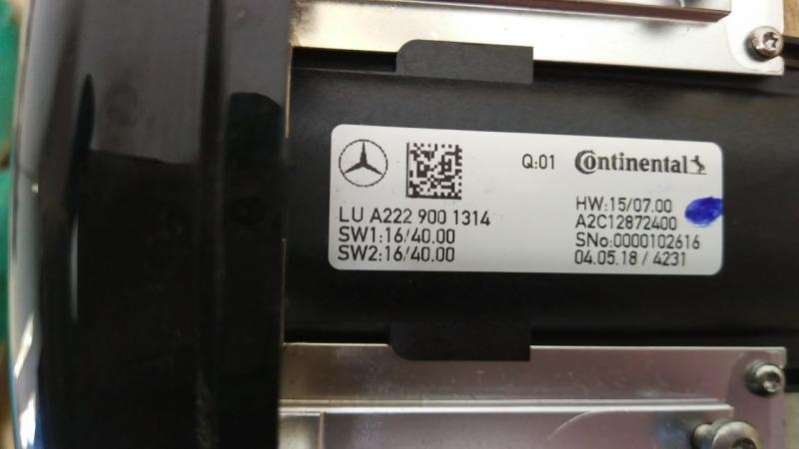 Q:01 Continental
LU A222 900 1314
SW1:16/40.00
SW2:16/40.00
HW:15/07.00
A2C12872400
SNo:0000102616
04.05.18 / 4231